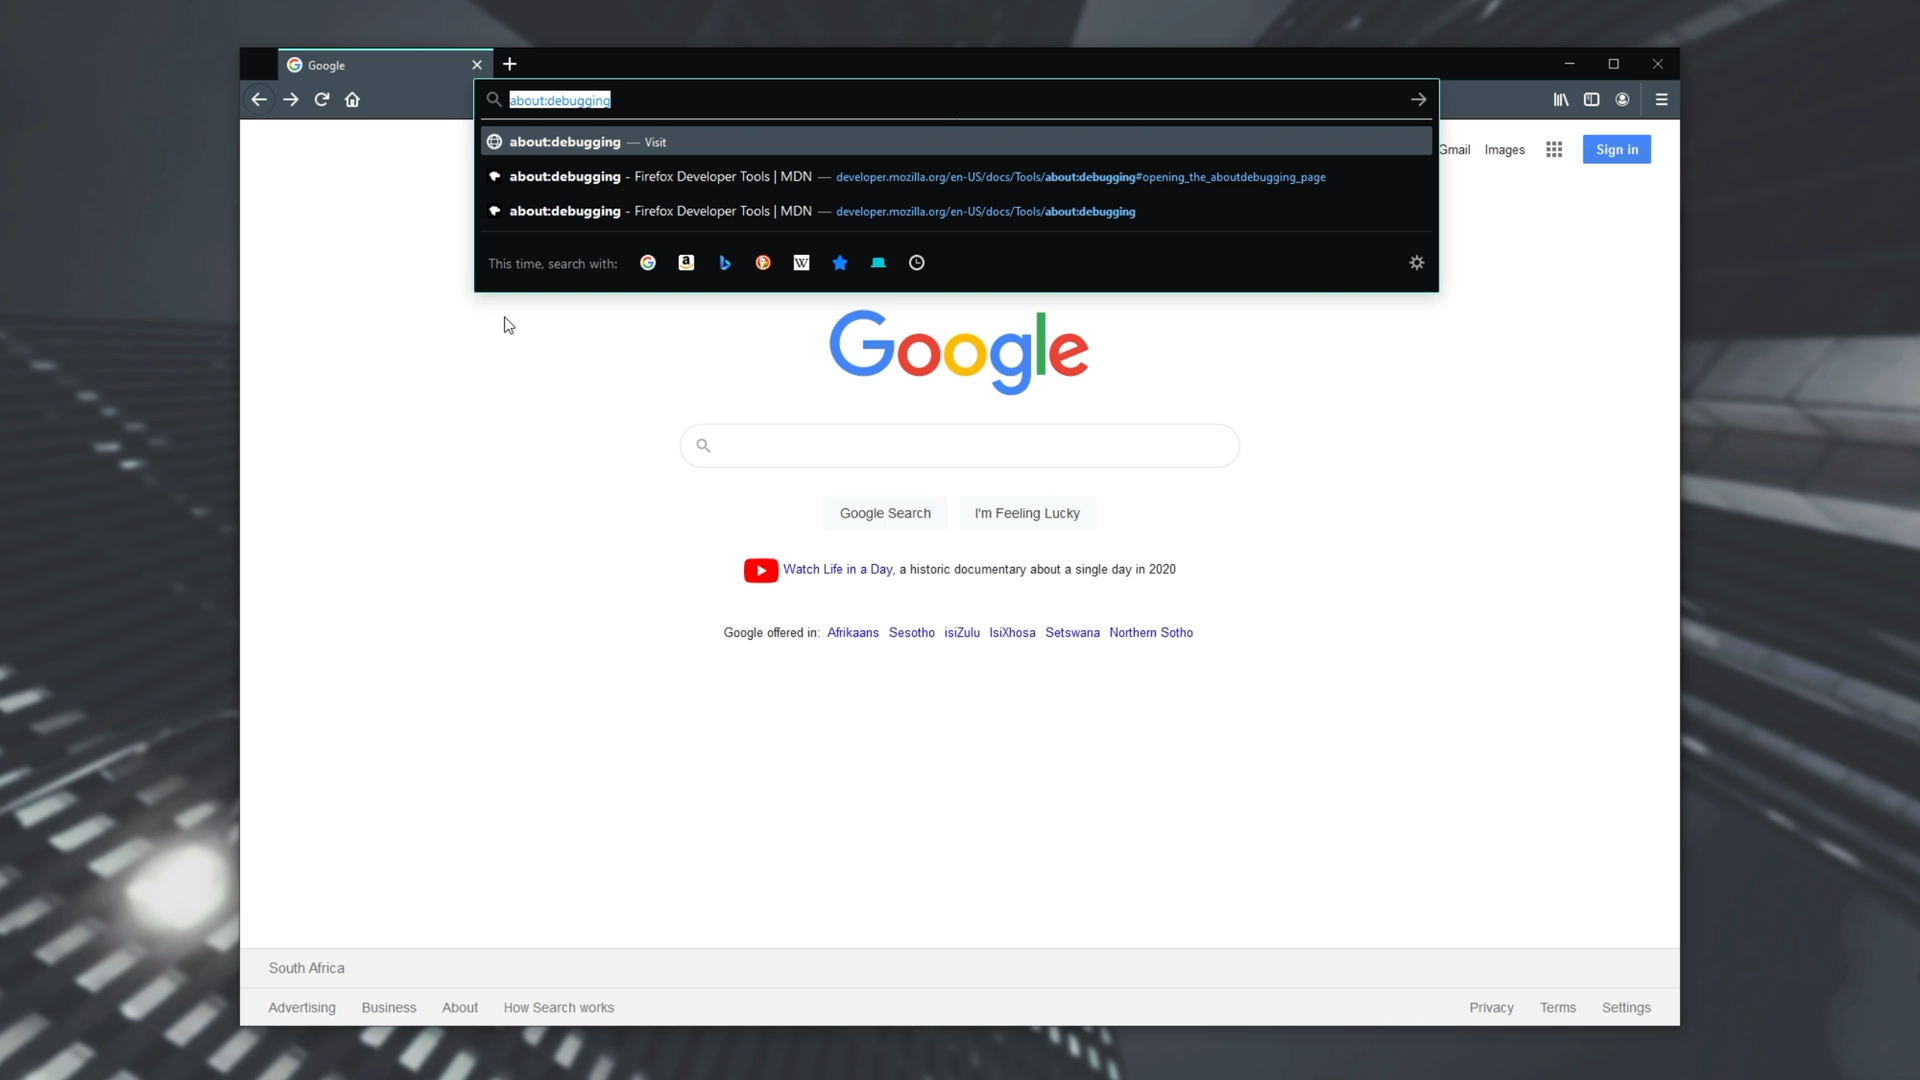 Google
about:debugging
about:debugging — Visit
about:debugging - Firefox Developer Tools | MDN — developer.mozilla.org/en-US/docs/Tools/about:debugging#opening_the_aboutdebugging_page
about:debugging - Firefox Developer Tools | MDN — developer.mozilla.org/en-US/docs/Tools/about:debugging
This time, search with:
Gmail Images Sign in
Google
Google Search I'm Feeling Lucky
Watch Life in a Day, a historic documentary about a single day in 2020
Google offered in: Afrikaans Sesotho isiZulu IsiXhosa Setswana Northern Sotho
South Africa
Advertising Business About How Search works Privacy Terms Settings